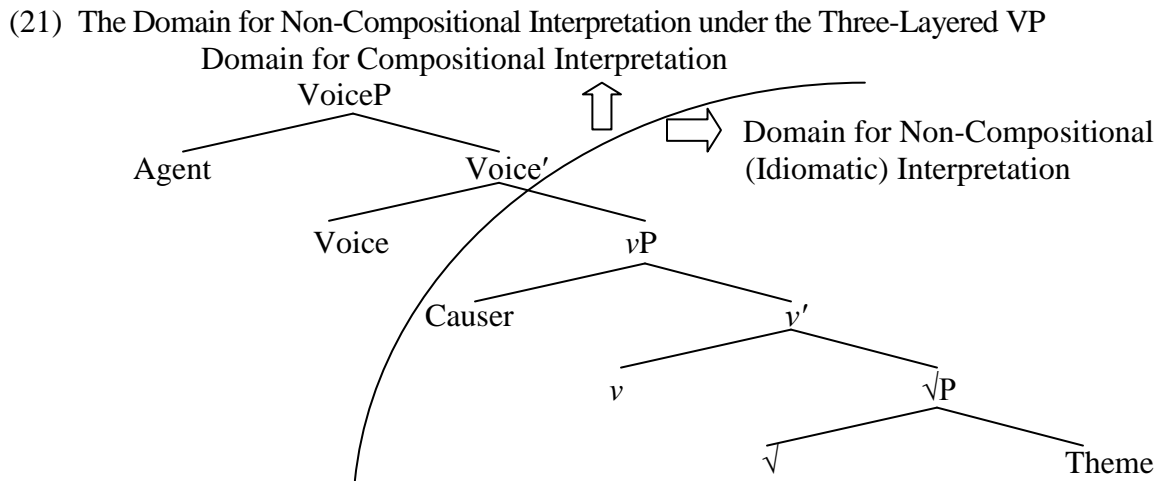 (21) The Domain for Non-Compositional Interpretation under the Three-Layered VP
Domain for Compositional Interpretation
VoiceP
Domain for Non-Compositional
(Idiomatic) Interpretation
Agent Voice′
Voice vP
Causer v′
v √P
√ Theme